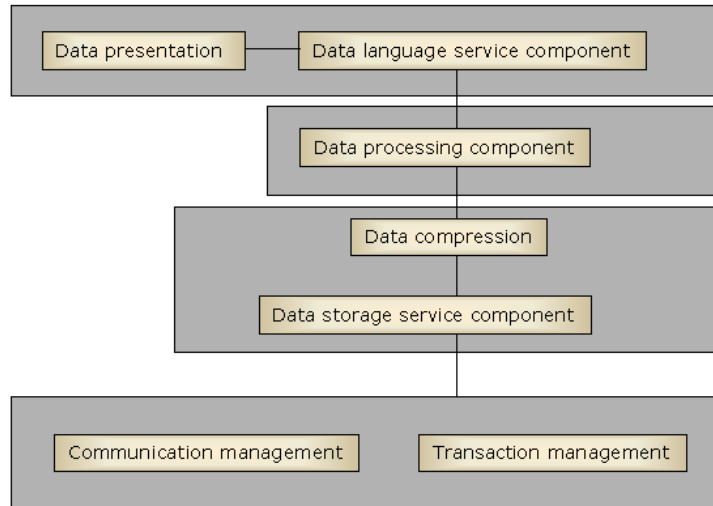 Data presentation
Data language service component
Data processing component
Data compression
Data storage service component
Communication management
Transaction management